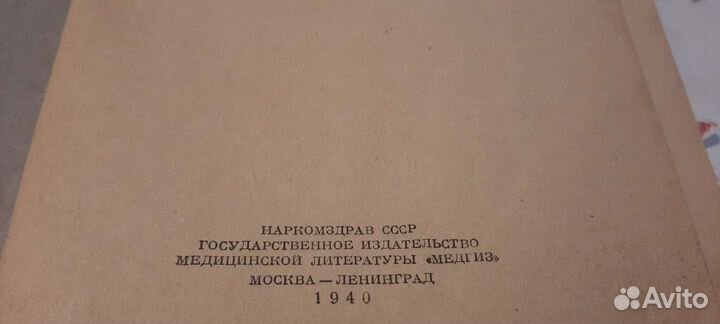 НАРКОМЗДРАВ СССР
ГОСУДАРСТВЕННОЕ ИЗДАТЕЛЬСТВО
МЕДИЦИНСКОЙ ЛИТЕРАТУРЫ «МЕДГИЗ»
МОСКВА — ЛЕНИНГРАД
1940
Avito